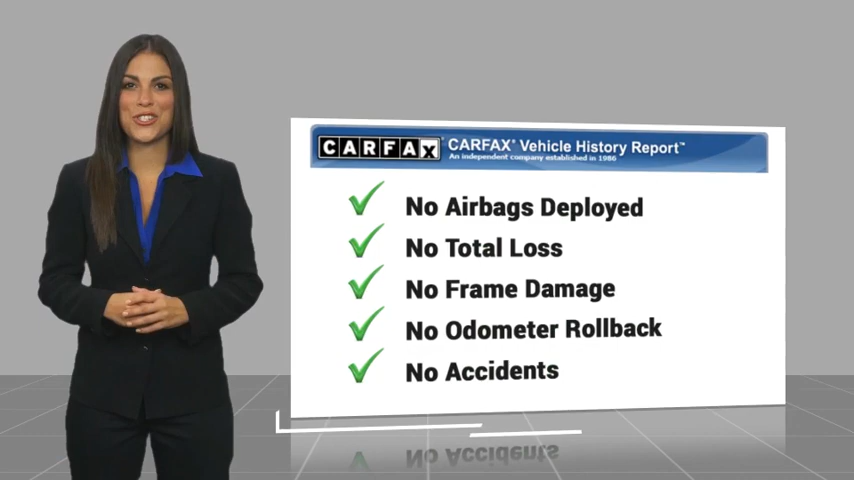 CARFAX CARFAX® Vehicle History Report™
An independent company established in 1986
No Airbags Deployed
No Total Loss
No Frame Damage
No Odometer Rollback
No Accidents
No Accidents